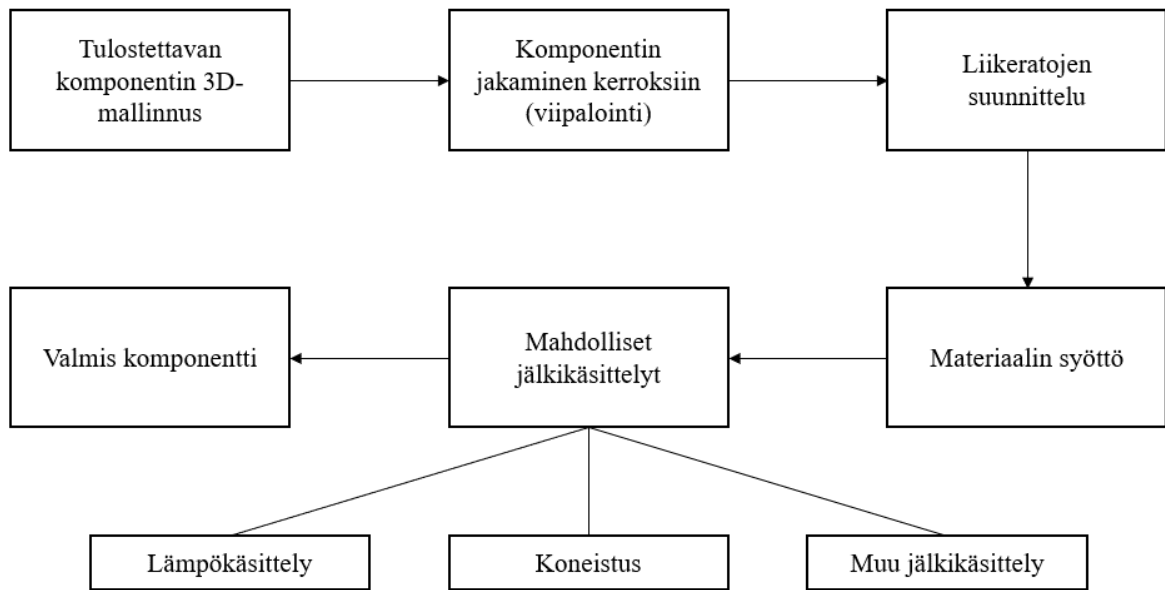 Tulostettavan
komponentin 3D-
mallinnus
Komponentin
jakaminen kerroksiin
(viipalointi)
Liikeratojen
suunnittelu
Valmis komponentti
Mahdolliset
jälkikäsittelyt
Materiaalin syöttö
Lämpökäsittely
Koneistus
Muu jälkikäsittely